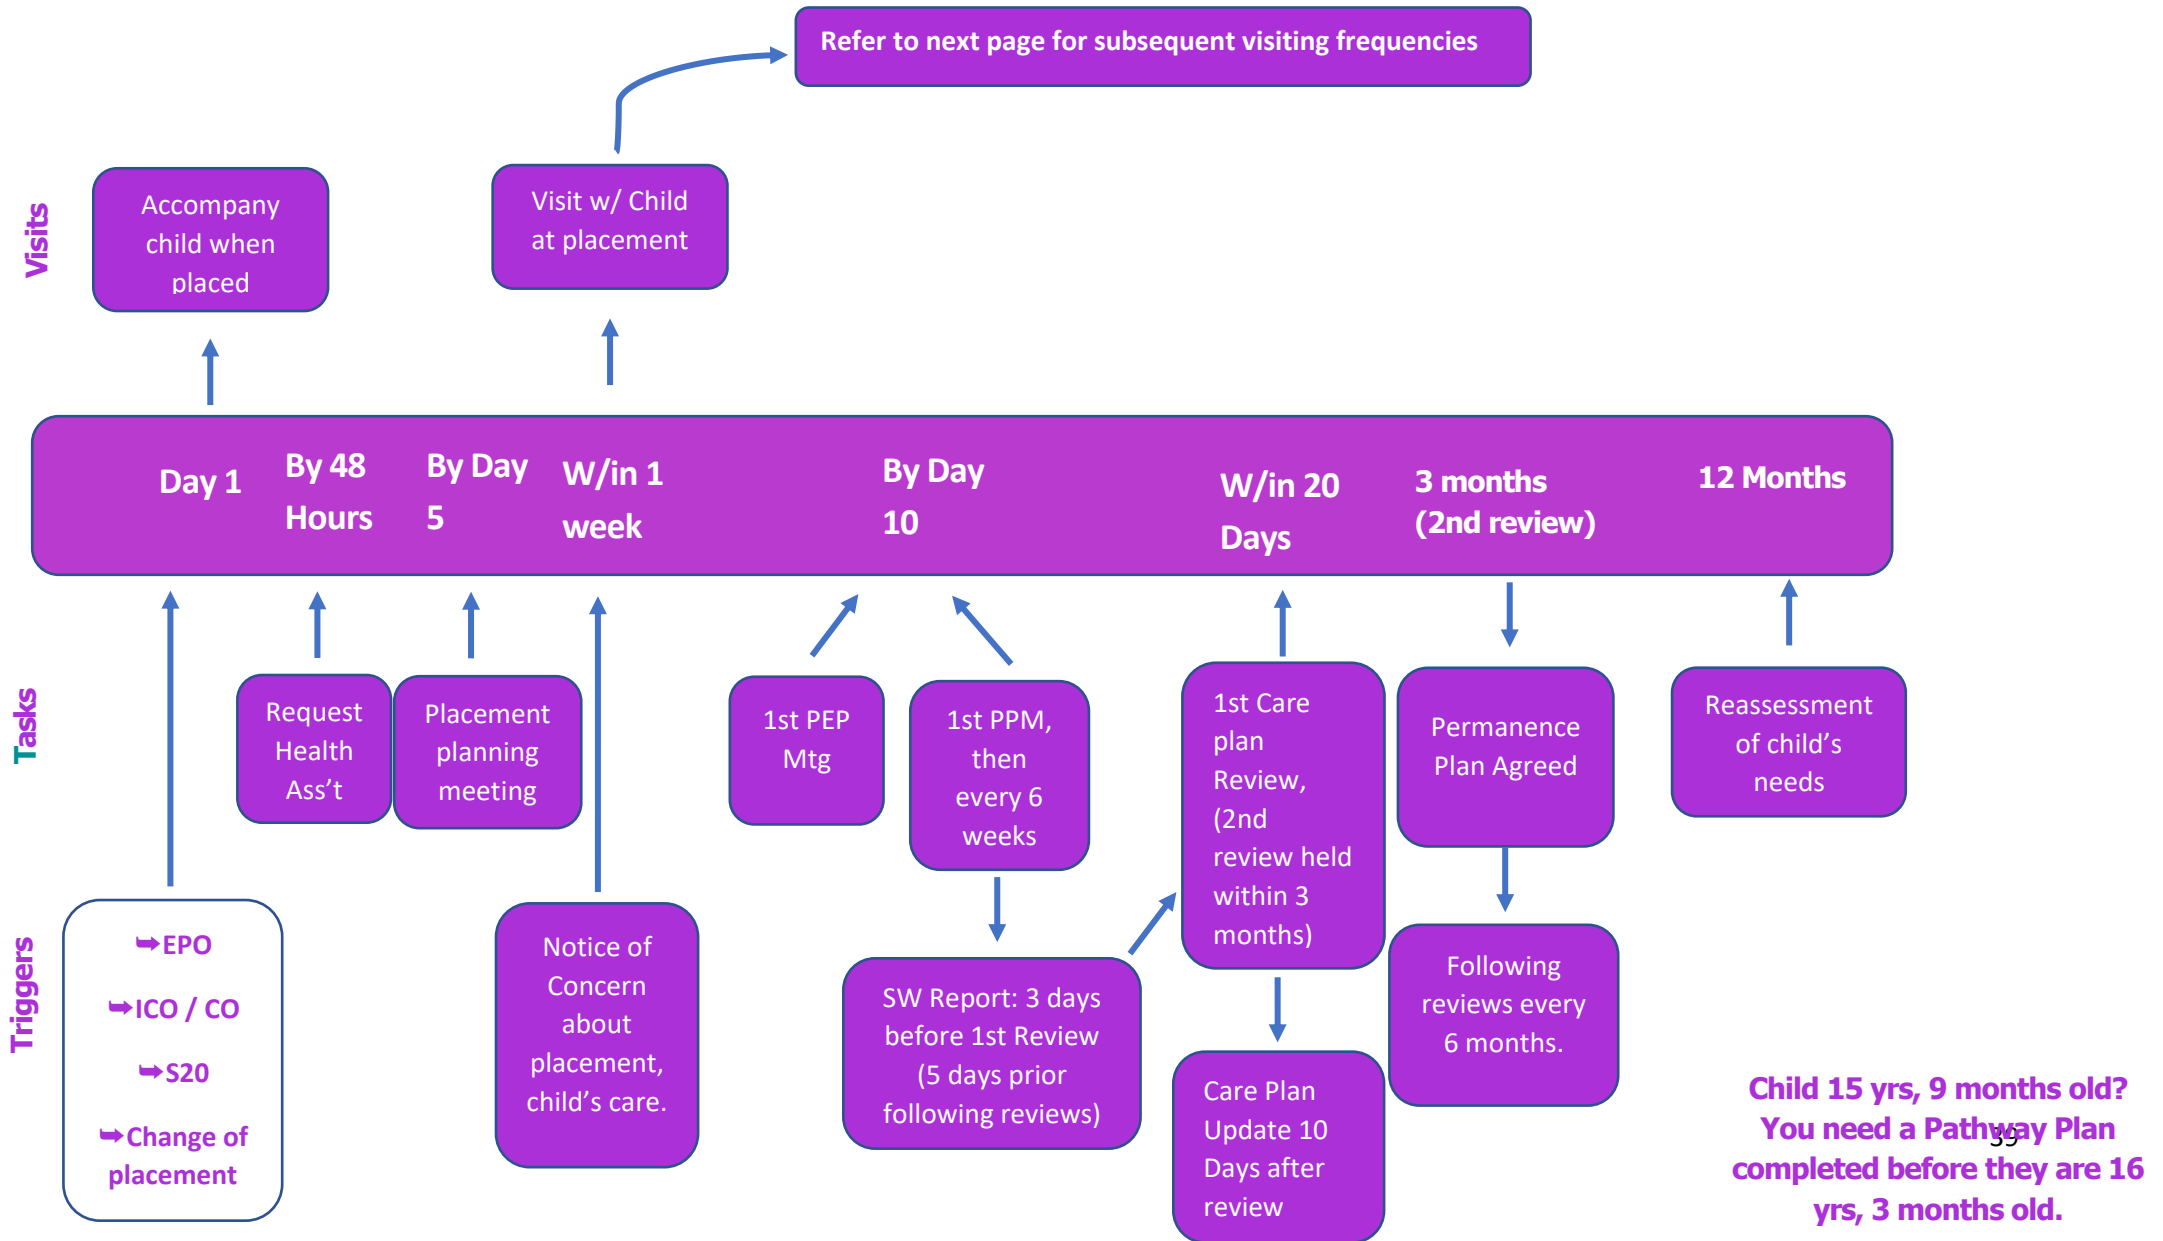 Refer to next page for subsequent visiting frequencies
Visits
Accompany
child when
placed
Visit w/ Child
at placement
Day 1
By 48
Hours
By Day
5
W/in 1
week
By Day
10
W/in 20
Days
3 months
(2nd review)
12 Months
Tasks
Request
Health
Ass't
Placement
planning
meeting
1st PEP
Mtg
1st PPM,
then
every 6
weeks
1st Care
plan
Review,
(2nd
review held
within 3
months)
Permanence
Plan Agreed
Reassessment
of child’s
needs
Triggers
➥EPO
➥ICO / CO
➥S20
➥Change of
placement
Notice of
Concern
about
placement,
child’s care.
SW Report: 3 days
before 1st Review
(5 days prior
following reviews)
Care Plan
Update 10
Days after
review
Following
reviews every
6 months.
Child 15 yrs, 9 months old?
You need a Pathway Plan
completed before they are 16
yrs, 3 months old.
39